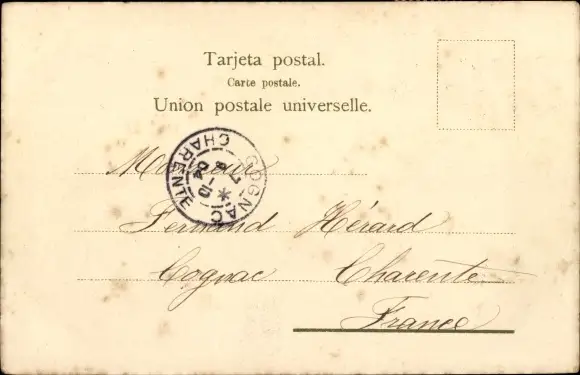 Tarjeta postal.
Carte postale.
Union postale universelle.
COGNAC
CHARENTE
Monsieur
Fernand Hérard
Cognac Charente
France